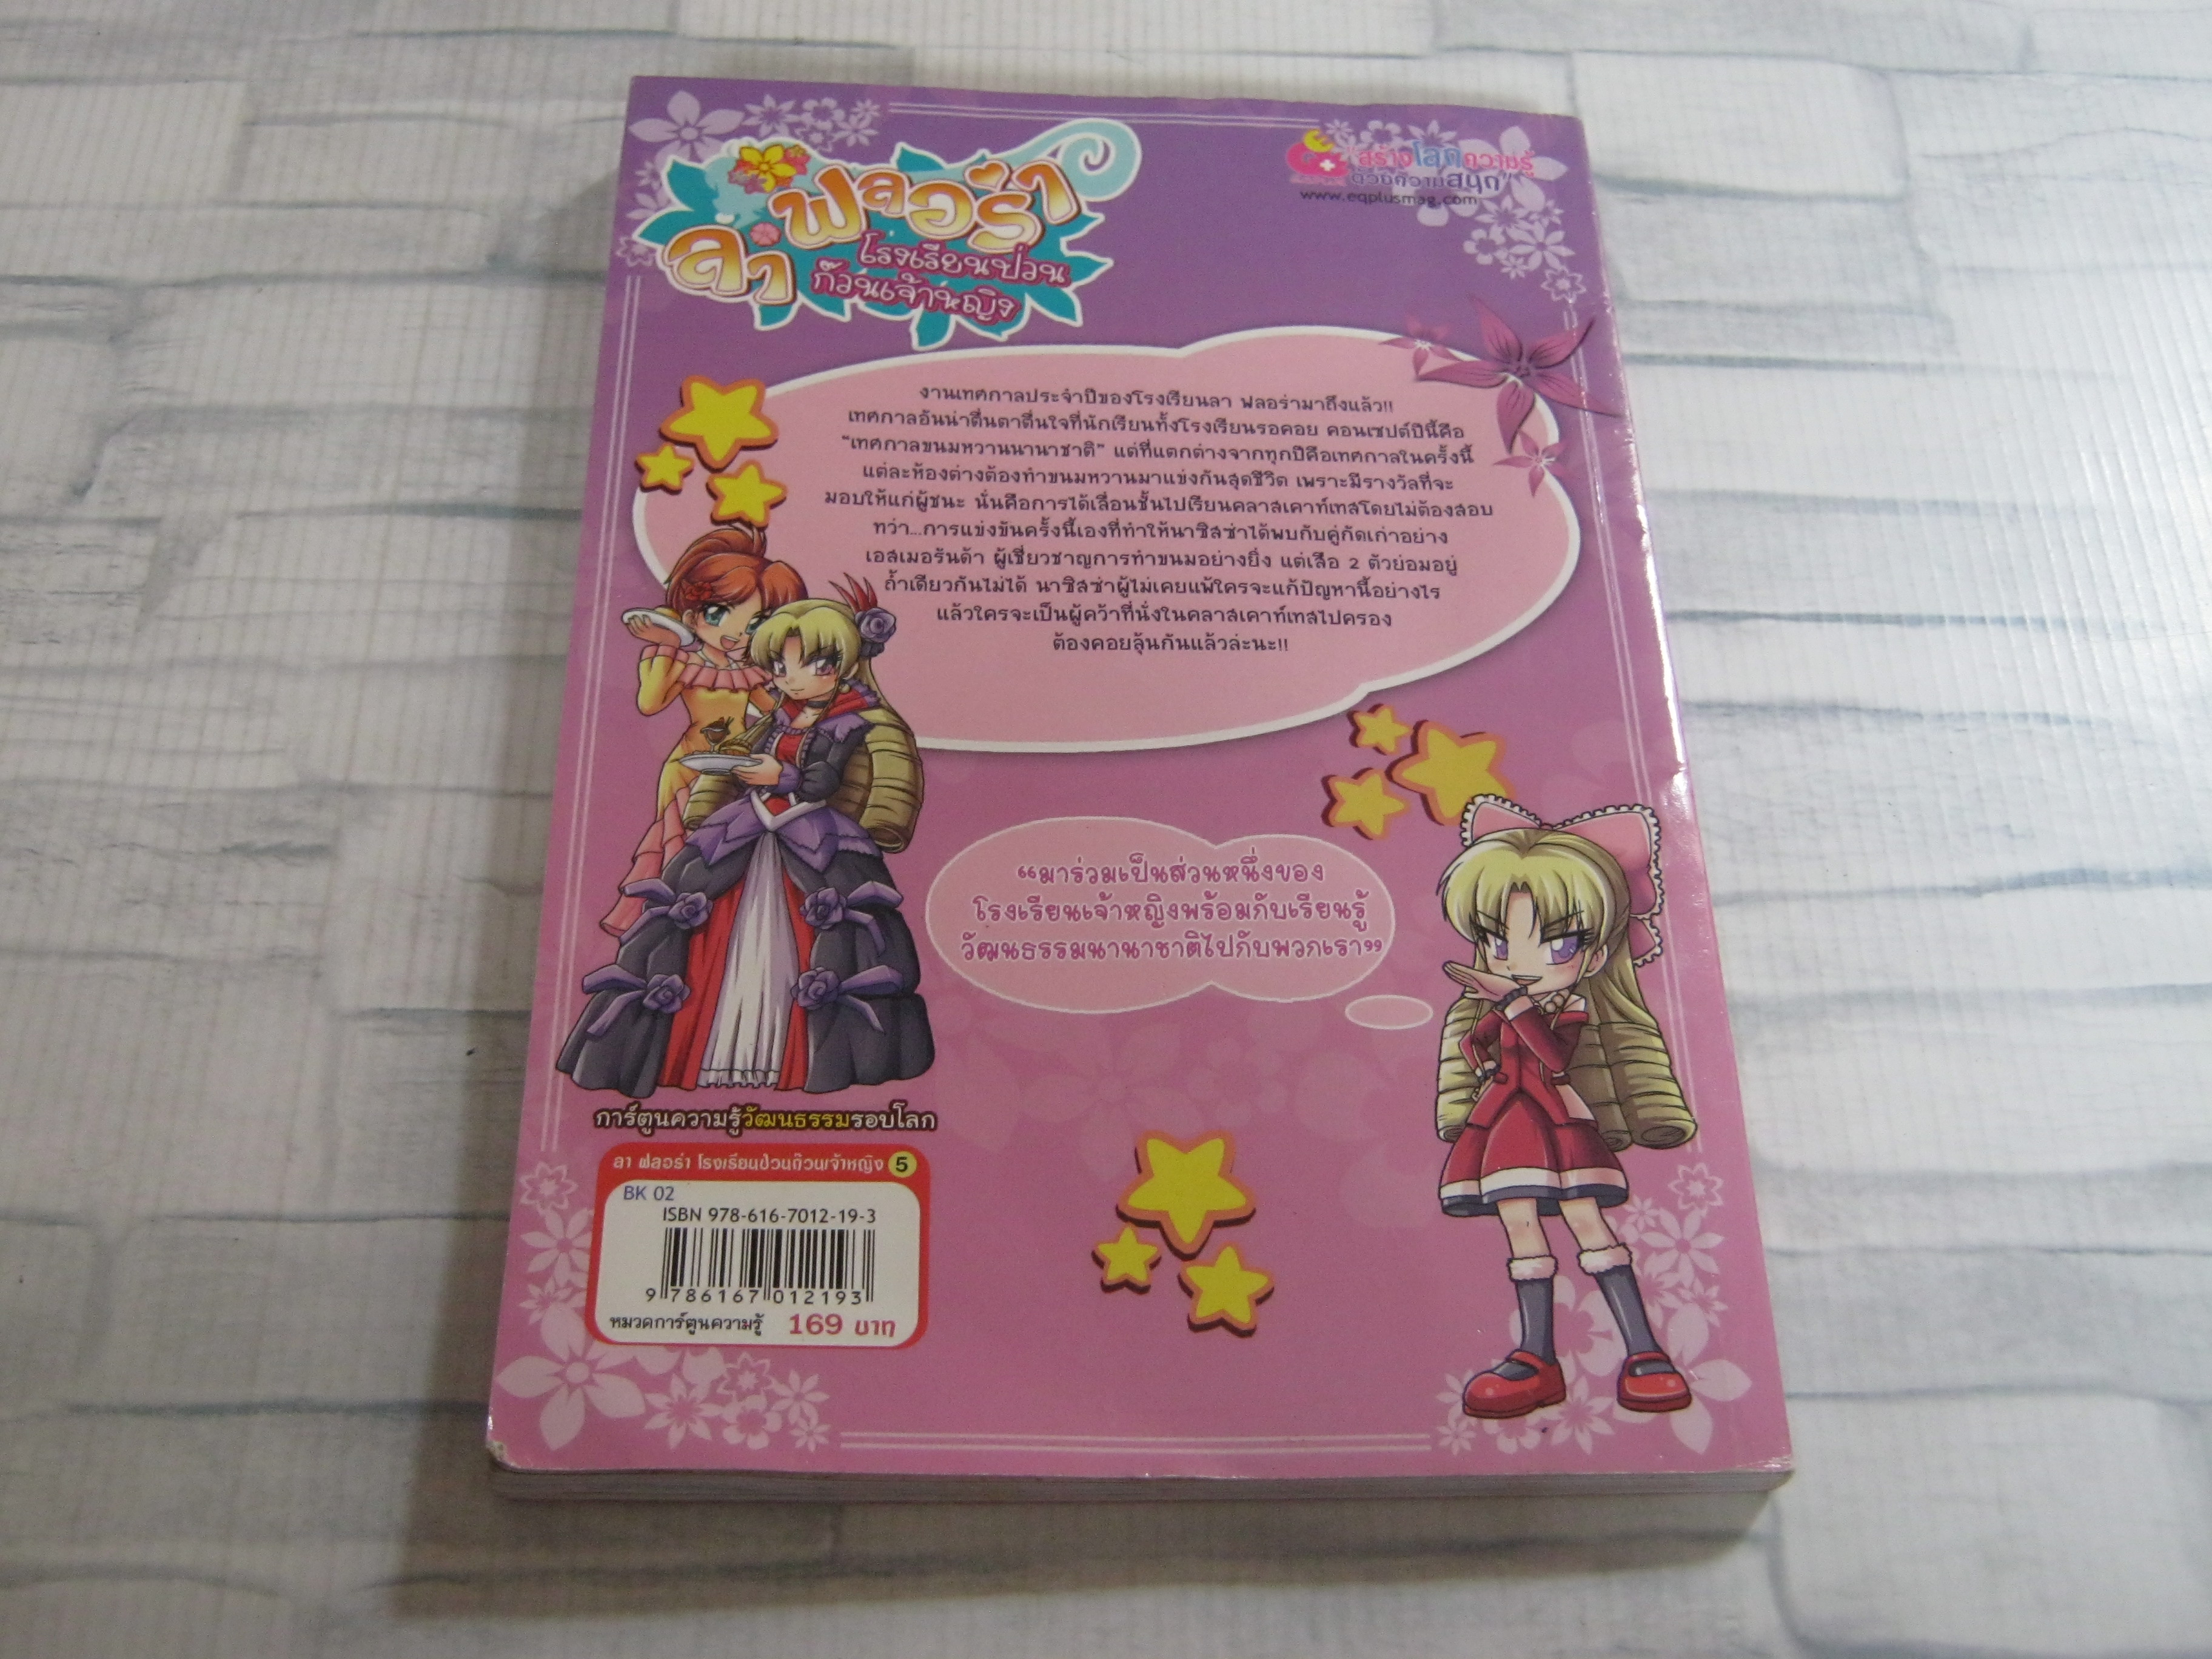 ลา ฟลอร่า
โรงเรียนป่วน
ก๊วนเจ้าหญิง
"สร้างโลกความรู้
ด้วยความสนุก"
www.eqplusmag.com
งานเทศกาลประจำปีของโรงเรียนลา ฟลอร่ามาถึงแล้ว!!
เทศกาลอันน่าตื่นตาตื่นใจที่นักเรียนทั้งโรงเรียนรอคอย คอนเซปต์ปีนี้คือ
"เทศกาลขนมหวานนานาชาติ" แต่ที่แตกต่างจากทุกปีคือเทศกาลในครั้งนี้
แต่ละห้องต่างต้องทำขนมหวานมาแข่งกันสุดชีวิต เพราะมีรางวัลที่จะ
มอบให้แก่ผู้ชนะ นั่นคือการได้เลื่อนชั้นไปเรียนคลาสเคาท์เทสโดยไม่ต้องสอบ
ทว่า...การแข่งขันครั้งนี้เองที่ทำให้นาซิสซ่าได้พบกับคู่กัดเก่าอย่าง
เอสเมอรันด้า ผู้เชี่ยวชาญการทำขนมอย่างยิ่ง แต่เสือ 2 ตัวย่อมอยู่
ถ้ำเดียวกันไม่ได้ นาซิสซ่าผู้ไม่เคยแพ้ใครจะแก้ปัญหานี้อย่างไร
แล้วใครจะเป็นผู้คว้าที่นั่งในคลาสเคาท์เทสไปครอง
ต้องคอยลุ้นกันแล้วล่ะนะ!!
"มาร่วมเป็นส่วนหนึ่งของ
โรงเรียนเจ้าหญิงพร้อมกับเรียนรู้
วัฒนธรรมนานาชาติไปกับพวกเรา"
การ์ตูนความรู้วัฒนธรรมรอบโลก
ลา ฟลอร่า โรงเรียนป่วนก๊วนเจ้าหญิง 5
BK 02
ISBN 978-616-7012-19-3
9 786167 012193
หมวดการ์ตูนความรู้ 169 บาท